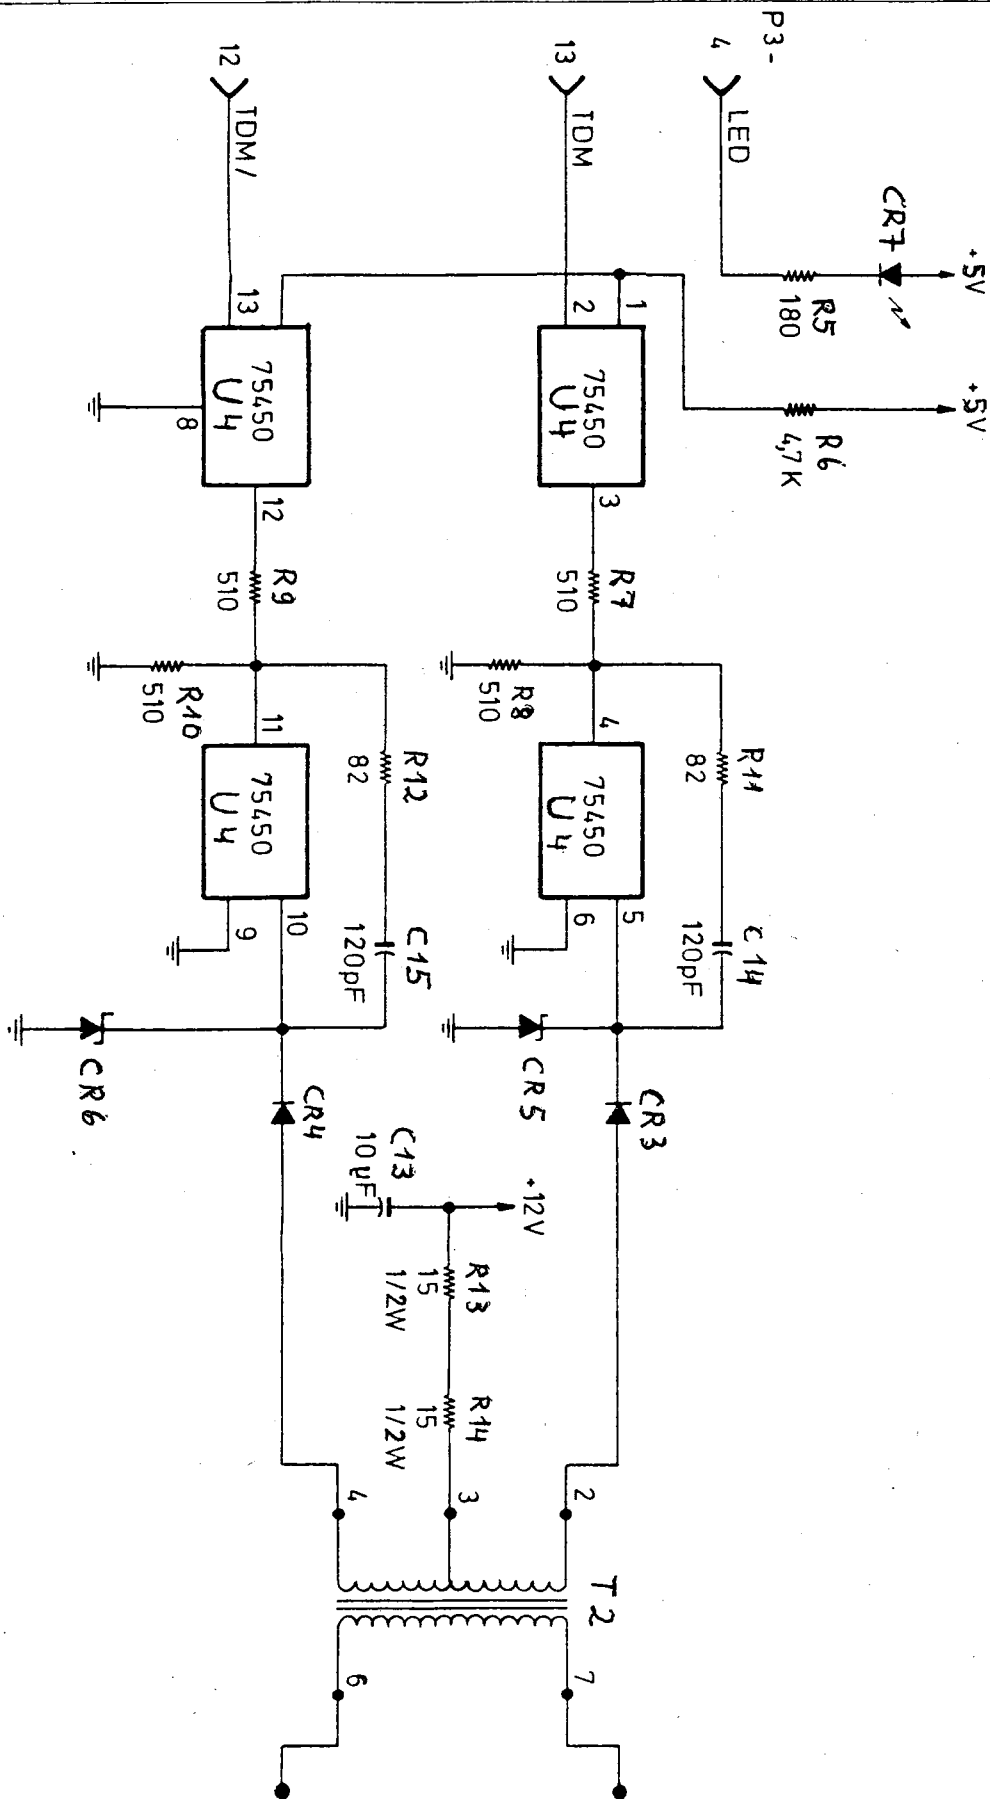 P3-
4
LED
CR7
+5V
R5
180
+5V
R6
4,7K
13
TDM
1
2
75450
U4
3
R7
510
R8
510
4
R11
82
75450
U4
5
6
C14
120pF
CR5
CR3
12
TDM/
13
75450
U4
8
12
R9
510
R10
510
11
R12
82
75450
U4
10
9
C15
120pF
CR6
CR4
C13
10µF
+12V
R13
15
1/2W
R14
15
1/2W
2
3
4
T2
7
6